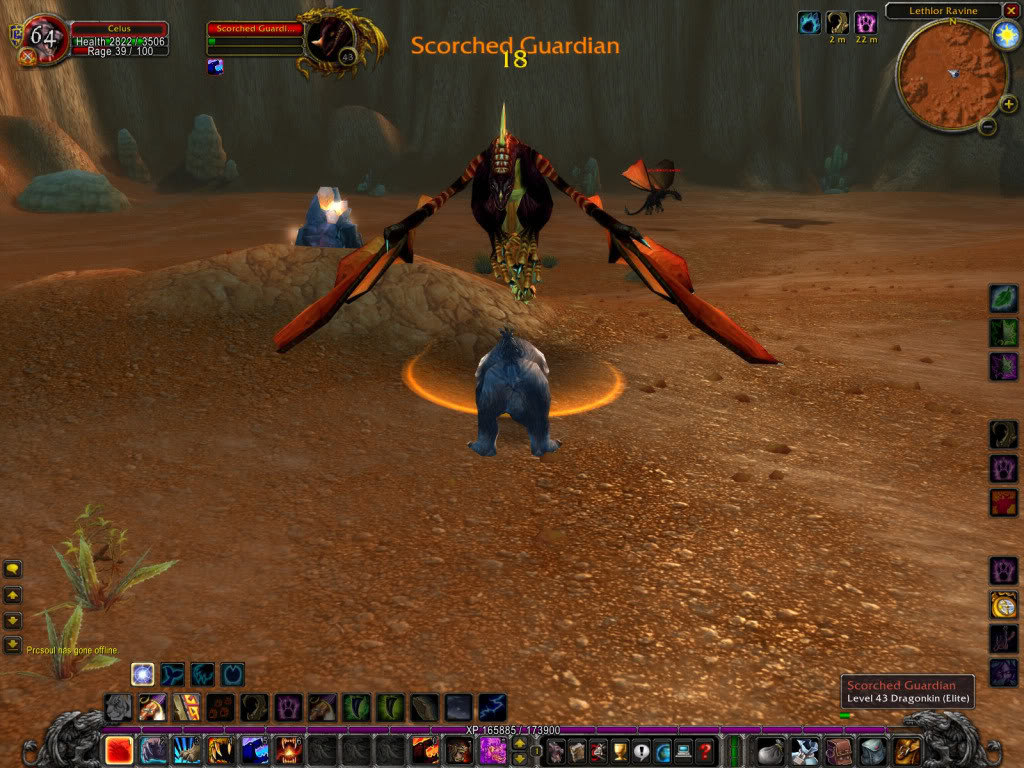 Lethlor Ravine
N
64
Celus
Health 2822 / 3506
Rage 39 / 100
Scorched Guardi...
43
Scorched Guardian
18
2 m
22 m
Prcsoul has gone offline.
Scorched Guardian
Level 43 Dragonkin (Elite)
XP 165885 / 173900
1